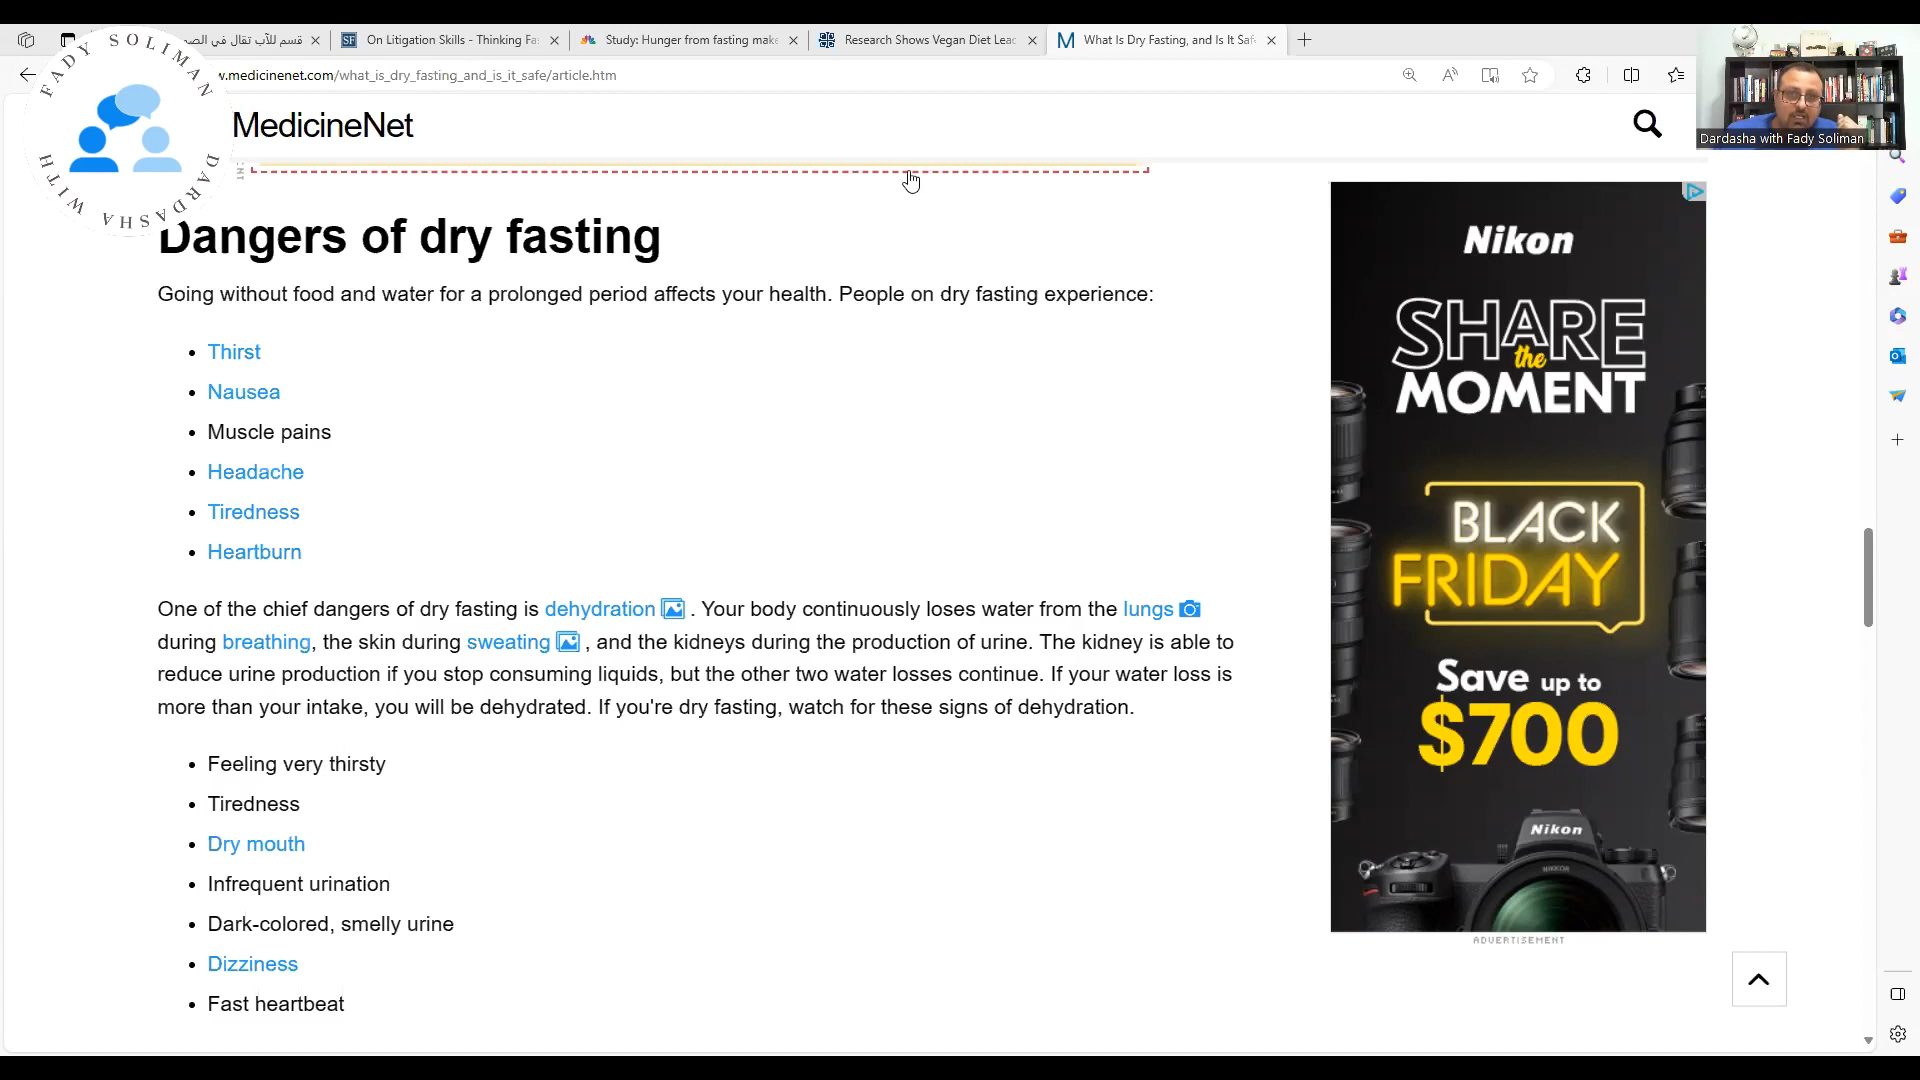 قسم للآب تقال في الص
On Litigation Skills - Thinking Fa
Study: Hunger from fasting make
Research Shows Vegan Diet Leac
What Is Dry Fasting, and Is It Saf
w.medicinenet.com/what_is_dry_fasting_and_is_it_safe/article.htm
FADY SOLIMAN
DARDASHA WITH
MedicineNet
Dardasha with Fady Soliman
Dangers of dry fasting
Going without food and water for a prolonged period affects your health. People on dry fasting experience:
• Thirst
• Nausea
• Muscle pains
• Headache
• Tiredness
• Heartburn
One of the chief dangers of dry fasting is dehydration . Your body continuously loses water from the lungs
during breathing, the skin during sweating , and the kidneys during the production of urine. The kidney is able to
reduce urine production if you stop consuming liquids, but the other two water losses continue. If your water loss is
more than your intake, you will be dehydrated. If you're dry fasting, watch for these signs of dehydration.
• Feeling very thirsty
• Tiredness
• Dry mouth
• Infrequent urination
• Dark-colored, smelly urine
• Dizziness
• Fast heartbeat
Nikon
SHARE
the
MOMENT
BLACK
FRIDAY
Save up to
$700
Nikon
ADVERTISEMENT